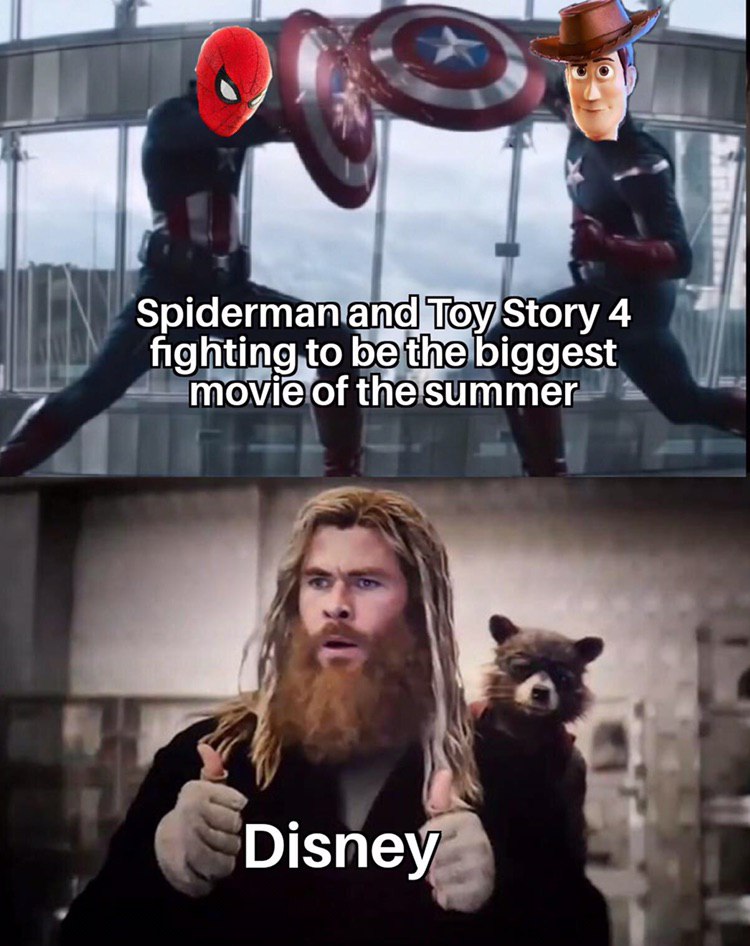 Spiderman and Toy Story 4
fighting to be the biggest
movie of the summer
Disney